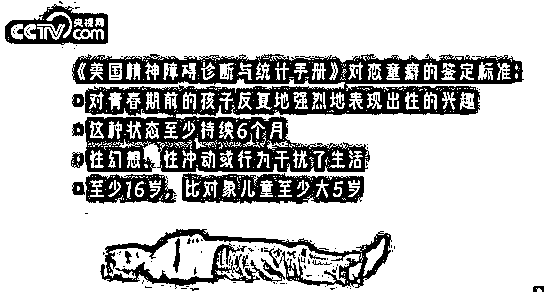 CCTV 央视网
com
《美国精神障碍诊断与统计手册》对恋童癖的鉴定标准：
对青春期前的孩子反复地强烈地表现出性的兴趣
这种状态至少持续6个月
性幻想、性冲动或行为干扰了生活
至少16岁，比对象儿童至少大5岁